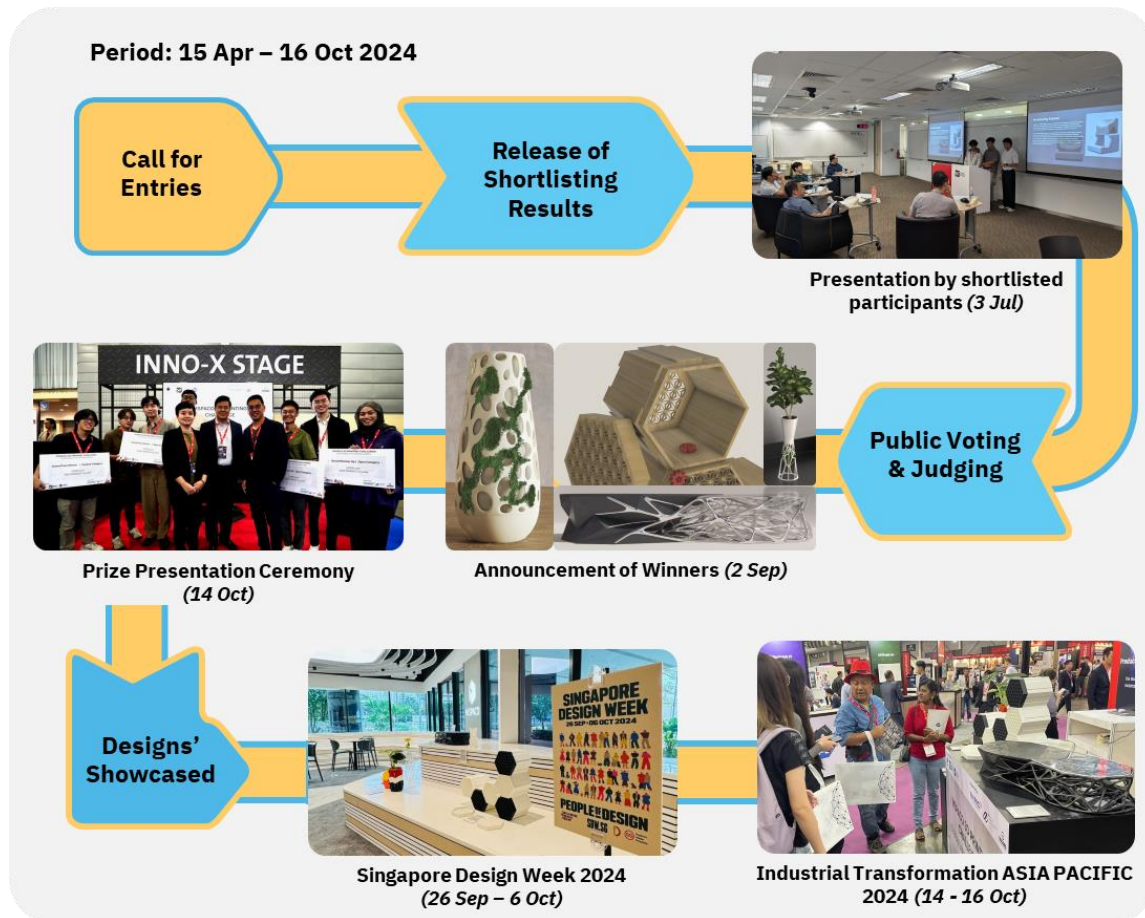 Period: 15 Apr – 16 Oct 2024
Call for
Entries
Release of
Shortlisting
Results
Presentation by shortlisted
participants (3 Jul)
Public Voting
& Judging
Announcement of Winners (2 Sep)
INNO-X STAGE
Prize Presentation Ceremony
(14 Oct)
Designs’
Showcased
SINGAPORE
DESIGN WEEK
26 SEP-06 OCT 2024
PEOPLE OF DESIGN
SDW.SG
Singapore Design Week 2024
(26 Sep – 6 Oct)
Industrial Transformation ASIA PACIFIC
2024 (14 - 16 Oct)